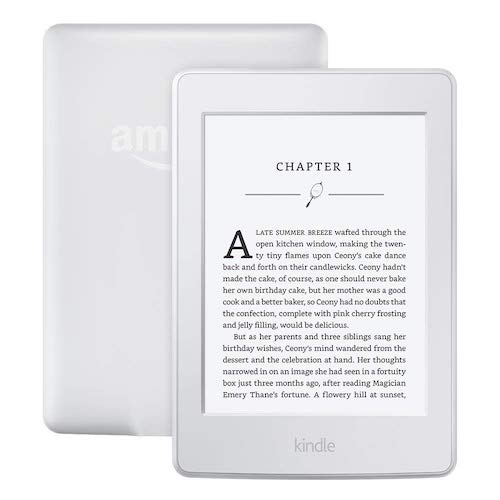 am
CHAPTER 1
A LATE SUMMER BREEZE wafted through the
open kitchen window, making the twen-
ty tiny flames upon Ceony's cake dance
back and forth on their candlewicks. Ceony hadn't
made the cake, of course, as one should never bake
her own birthday cake, but her mother was a good
cook and a better baker, so Ceony had no doubts that
the confection, complete with pink cherry frosting
and jelly filling, would be delicious.
But as her parents and three siblings sang her
birthday wishes, Ceony's mind wandered from the
dessert and the celebration at hand. Her thoughts
narrowed in on an image she had seen in a fortuity
box just three months ago, after reading Magician
Emery Thane's fortune. A flowery hill at sunset,
kindle